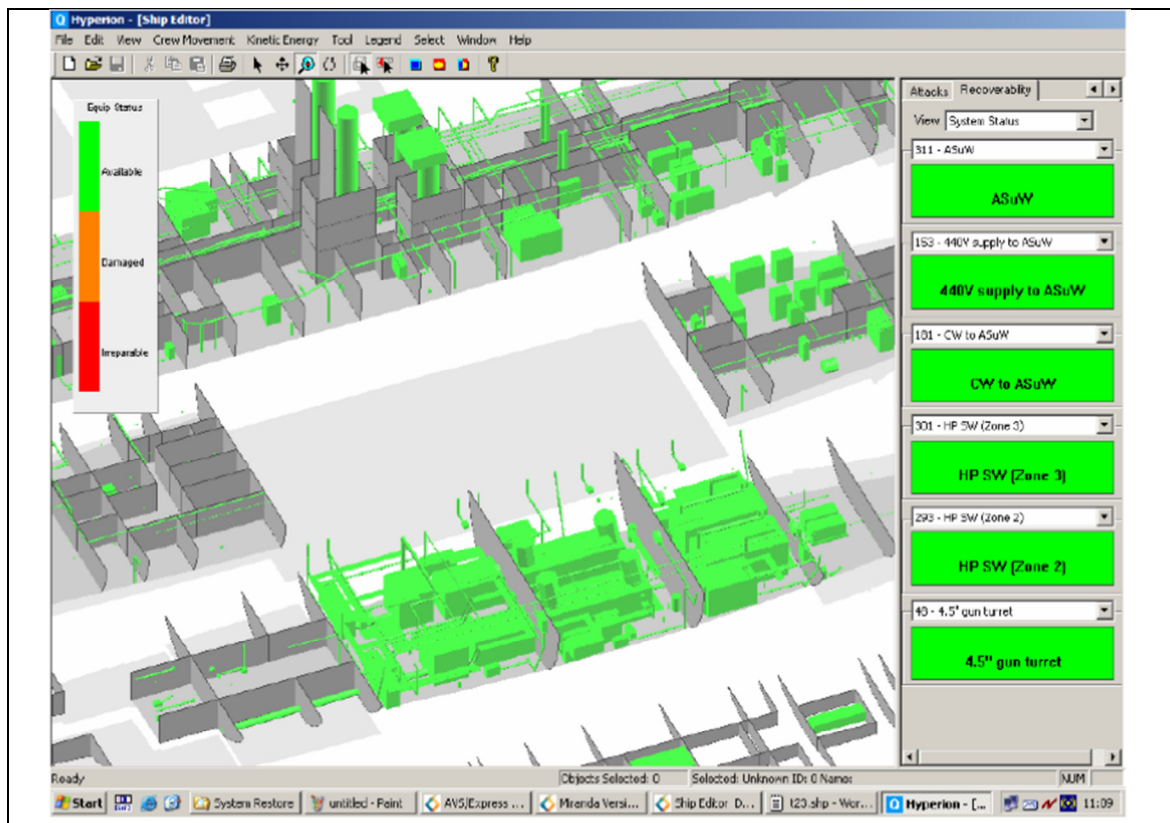 Hyperion - [Ship Editor]
File Edit View Crew Movement Kinetic Energy Tool Legend Select Window Help
Equip Status
Available
Damaged
Irreparable
Attacks Recoverability
View System Status
311 - ASuW
ASuW
153 - 440V supply to ASuW
440V supply to ASuW
181 - CW to ASuW
CW to ASuW
301 - HP SW (Zone 3)
HP SW (Zone 3)
293 - HP SW (Zone 2)
HP SW (Zone 2)
48 - 4.5" gun turret
4.5" gun turret
Ready Objects Selected: 0 Selected: Unknown ID: 0 Name: NUM
Start System Restore untitled - Paint AVS/Express ... Miranda Versi... Ship Editor D... t23.shp - Wor... Hyperion - [... 11:09